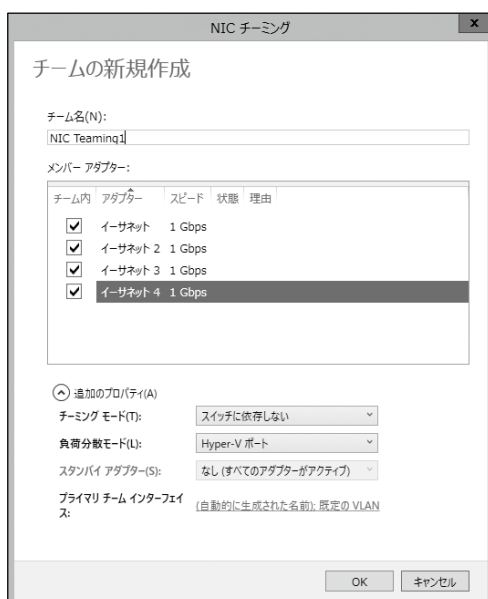 NIC チーミング
x
チームの新規作成
チーム名(N):
NIC Teaming1
メンバー アダプター:
チーム内 アダプター スピード 状態 理由
イーサネット 1 Gbps
イーサネット 2 1 Gbps
イーサネット 3 1 Gbps
イーサネット 4 1 Gbps
追加のプロパティ(A)
チーミング モード(T): スイッチに依存しない
負荷分散モード(L): Hyper-V ポート
スタンバイ アダプター(S): なし (すべてのアダプターがアクティブ)
プライマリ チーム インターフェイ
ス: (自動的に生成された名前); 既定の VLAN
OK キャンセル